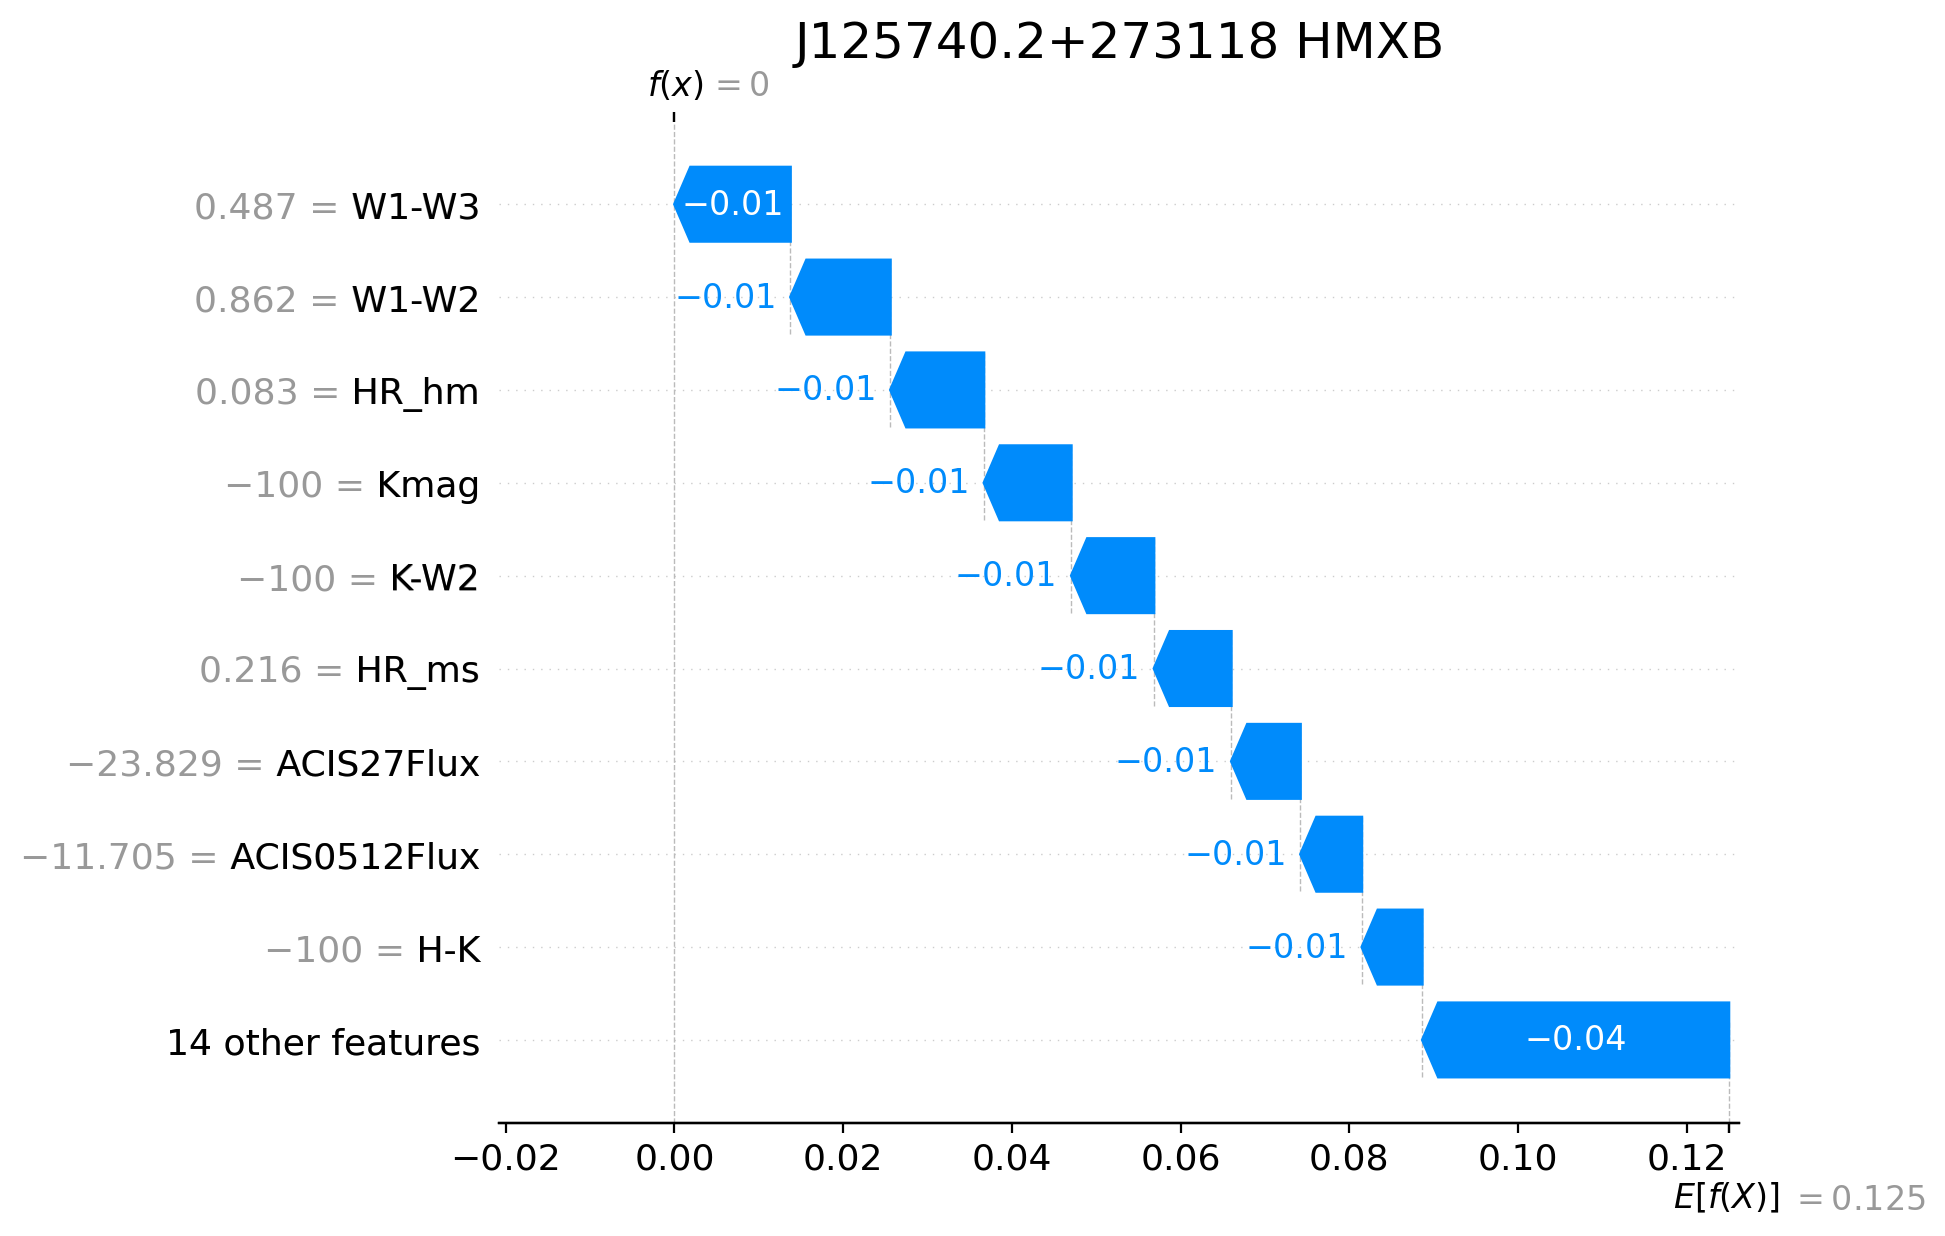 J125740.2+273118 HMXB
f(x) = 0
0.487 = W1-W3
−0.01
0.862 = W1-W2
−0.01
0.083 = HR_hm
−0.01
−100 = Kmag
−0.01
−100 = K-W2
−0.01
0.216 = HR_ms
−0.01
−23.829 = ACIS27Flux
−0.01
−11.705 = ACIS0512Flux
−0.01
−100 = H-K
−0.01
14 other features
−0.04
−0.02 0.00 0.02 0.04 0.06 0.08 0.10 0.12
E[f(X)] = 0.125